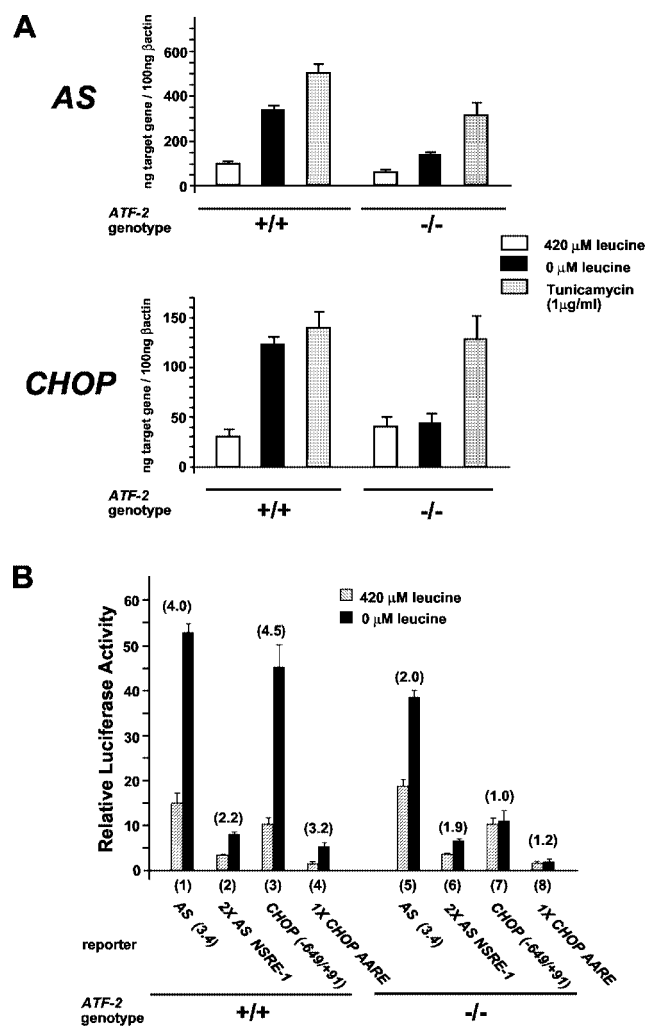 A
AS
ng target gene / 100ng βactin
600
400
200
0
ATF-2
genotype
+/+
-/-
420 μM leucine
0 μM leucine
Tunicamycin
(1μg/ml)
CHOP
ng target gene / 100ng βactin
150
100
50
0
ATF-2
genotype
+/+
-/-
B
Relative Luciferase Activity
60
50
40
30
20
10
0
420 μM leucine
0 μM leucine
(4.0)
(2.2)
(4.5)
(3.2)
(2.0)
(1.9)
(1.0)
(1.2)
(1)
(2)
(3)
(4)
(5)
(6)
(7)
(8)
reporter
AS (3.4)
2X AS NSRE-1
CHOP (-649/+91)
1X CHOP AARE
AS (3.4)
2X AS NSRE-1
CHOP (-649/+91)
1X CHOP AARE
ATF-2
genotype
+/+
-/-